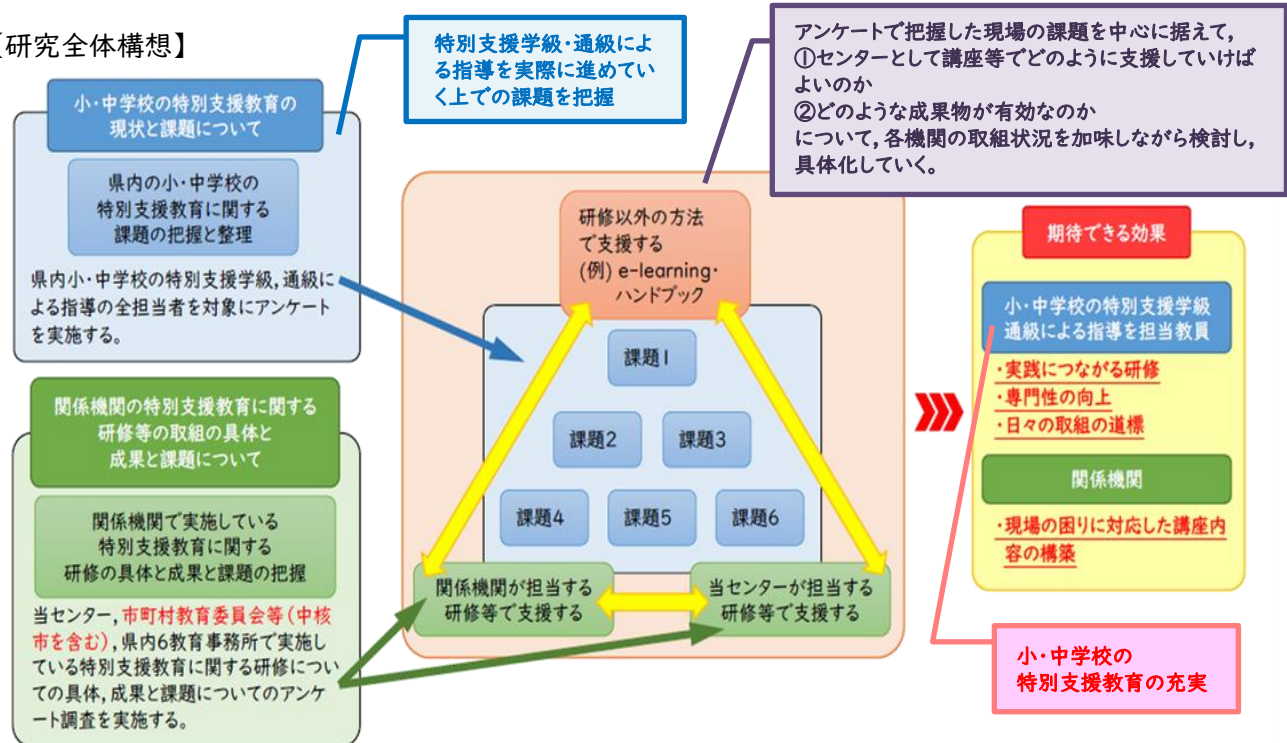 【研究全体構想】
小・中学校の特別支援教育の
現状と課題について
県内の小・中学校の
特別支援教育に関する
課題の把握と整理
県内小・中学校の特別支援学級,通級に
よる指導の全担当者を対象にアンケート
を実施する。
関係機関の特別支援教育に関する
研修等の取組の具体と
成果と課題について
関係機関で実施している
特別支援教育に関する
研修の具体と成果と課題の把握
当センター,市町村教育委員会等(中核
市を含む),県内6教育事務所で実施し
ている特別支援教育に関する研修につい
ての具体,成果と課題についてのアンケ
ート調査を実施する。
特別支援学級・通級によ
る指導を実際に進めてい
く上での課題を把握
アンケートで把握した現場の課題を中心に据えて,
①センターとして講座等でどのように支援していけば
よいのか
②どのような成果物が有効なのか
について,各機関の取組状況を加味しながら検討し,
具体化していく。
研修以外の方法
で支援する
(例) e-learning・
ハンドブック
課題1
課題2
課題3
課題4
課題5
課題6
関係機関が担当する
研修等で支援する
当センターが担当する
研修等で支援する
期待できる効果
小・中学校の特別支援学級
通級による指導を担当教員
・実践につながる研修
・専門性の向上
・日々の取組の道標
関係機関
・現場の困りに対応した講座内
容の構築
小・中学校の
特別支援教育の充実